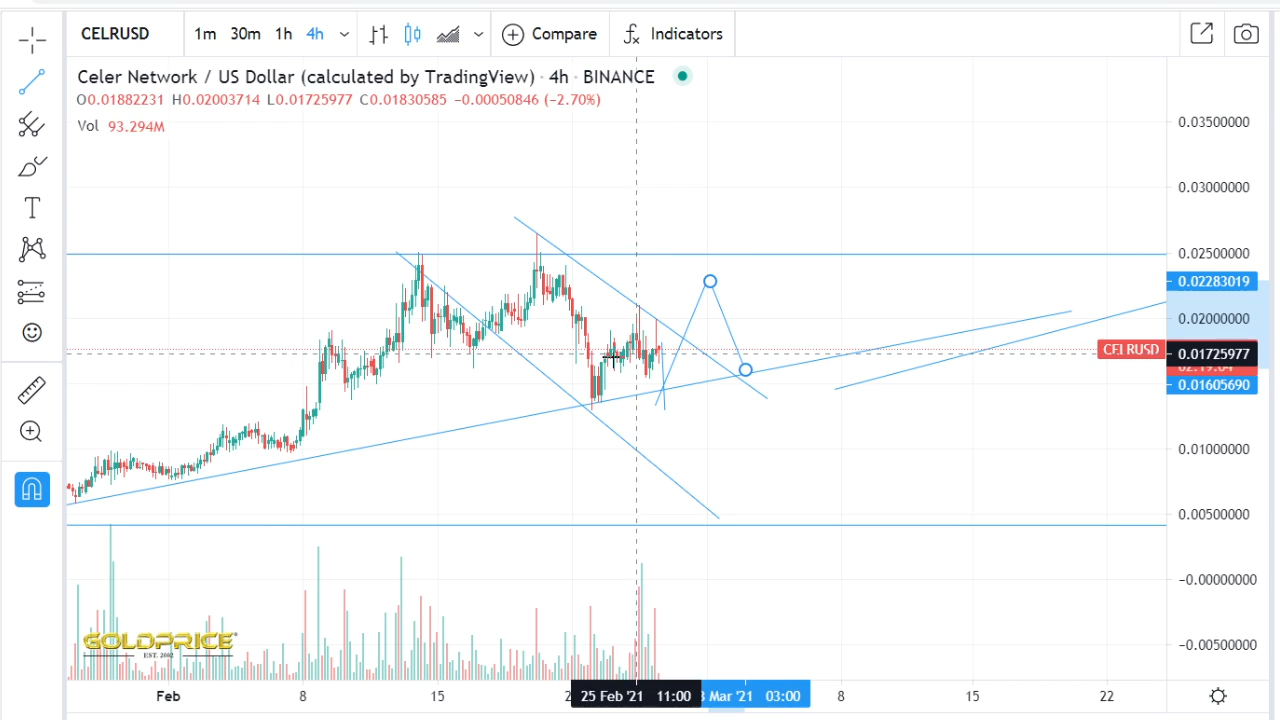 CELRUSD 1m 30m 1h 4h Compare fx Indicators
Celer Network / US Dollar (calculated by TradingView) · 4h · BINANCE
O0.01882231 H0.02003714 L0.01725977 C0.01830585 −0.00050846 (−2.70%)
Vol 93.294M
0.03500000
0.03000000
0.02500000
0.02283019
0.02000000
CELRUSD
0.01725977
0.01605690
0.01000000
0.00500000
−0.00000000
−0.00500000
GOLDPRICE
EST. 2002
Feb 8 15 25 Feb '21 11:00 Mar '21 03:00 8 15 22